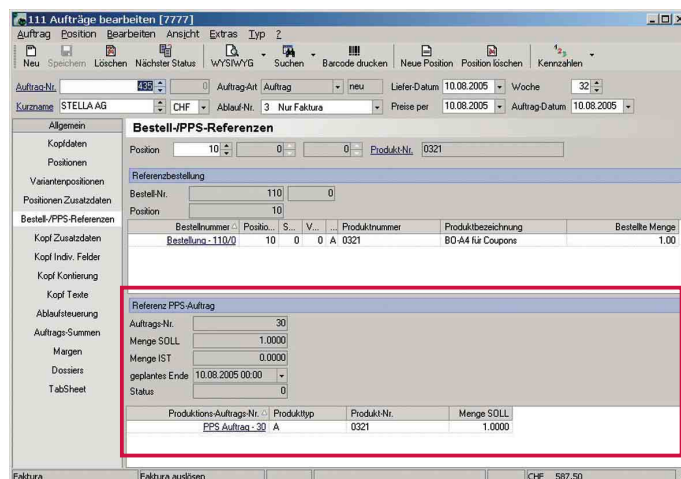 111 Aufträge bearbeiten [7777]
Auftrag Position Bearbeiten Ansicht Extras Typ ?
Neu Speichern Löschen Nächster Status WYSIWYG Suchen Barcode drucken Neue Position Position löschen Kennzahlen
Auftrag-Nr. 435 0 Auftrag-Art Auftrag neu Liefer-Datum 10.08.2005 Woche 32
Kurzname STELLA AG CHF Ablauf-Nr. 3 Nur Faktura Preise per 10.08.2005 Auftrag-Datum 10.08.2005
Allgemein
Kopfdaten
Positionen
Variantenpositionen
Positionen Zusatzdaten
Bestell-/PPS-Referenzen
Kopf Zusatzdaten
Kopf Indiv. Felder
Kopf Kontierung
Kopf Texte
Ablaufsteuerung
Auftrags-Summen
Margen
Dossiers
TabSheet
Bestell-/PPS-Referenzen
Position 10 0 0 Produkt-Nr. 0321
Referenzbestellung
Bestell-Nr. 110 0
Position 10
Bestellnummer Positio... S... V... ... Produktnummer Produktbezeichnung Bestellte Menge
Bestellung - 110/0 10 0 0 A 0321 BO-A4 für Coupons 1.00
Referenz PPS-Auftrag
Auftrags-Nr. 30
Menge SOLL 1.0000
Menge IST 0.0000
geplantes Ende 10.08.2005 00:00
Status 0
Produktions-Auftrags-Nr. Produkttyp Produkt-Nr. Menge SOLL
PPS Auftrag - 30 A 0321 1.0000
Faktura Faktura auslösen CHF 587.50